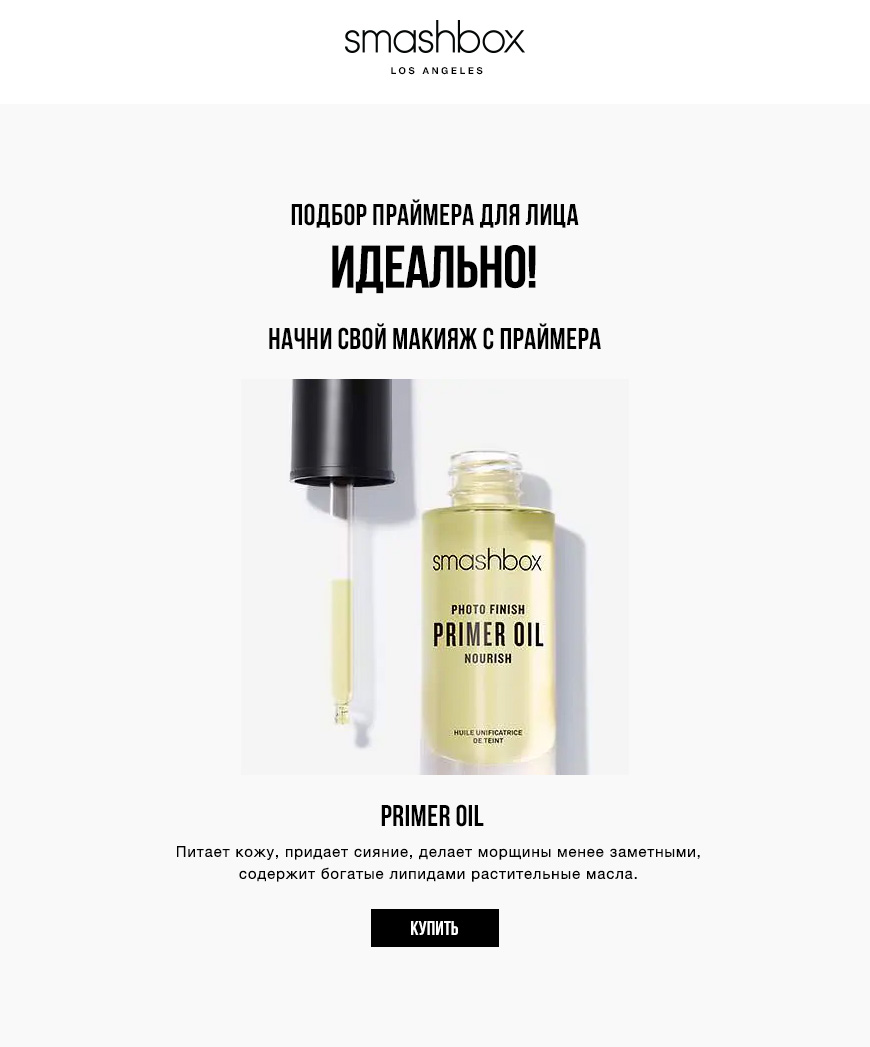 smashbox
LOS ANGELES
ПОДБОР ПРАЙМЕРА ДЛЯ ЛИЦА
ИДЕАЛЬНО!
НАЧНИ СВОЙ МАКИЯЖ С ПРАЙМЕРА
smashbox
PHOTO FINISH
PRIMER OIL
NOURISH
HUILE UNIFICATRICE
DE TEINT
PRIMER OIL
Питает кожу, придает сияние, делает морщины менее заметными,
содержит богатые липидами растительные масла.
КУПИТЬ